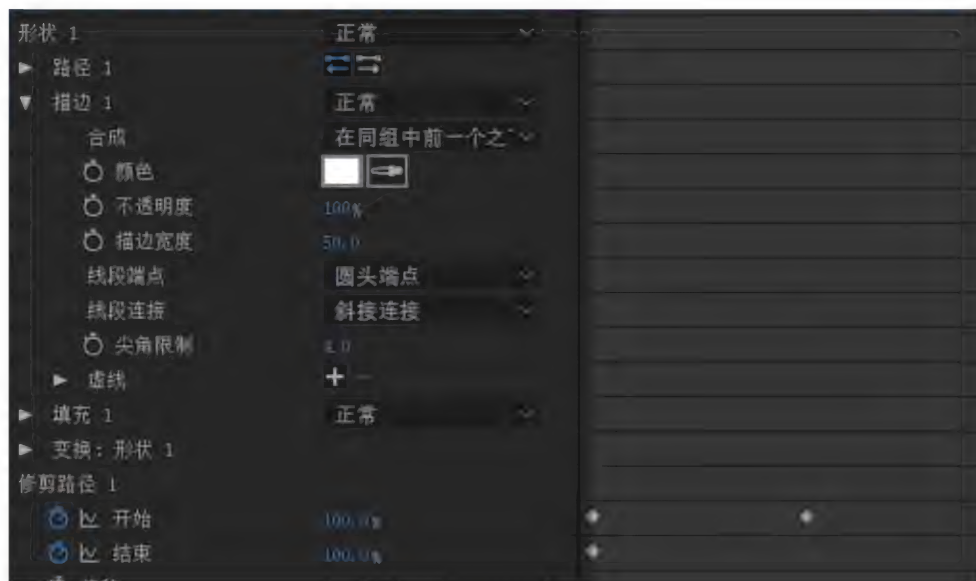 形状 1 正常
路径 1
描边 1 正常
合成 在同组中前一个之
颜色
不透明度 100%
描边宽度 50.0
线段端点 圆头端点
线段连接 斜接连接
尖角限制 4.0
虚线
填充 1 正常
变换: 形状 1
修剪路径 1
开始 100.0%
结束 100.0%